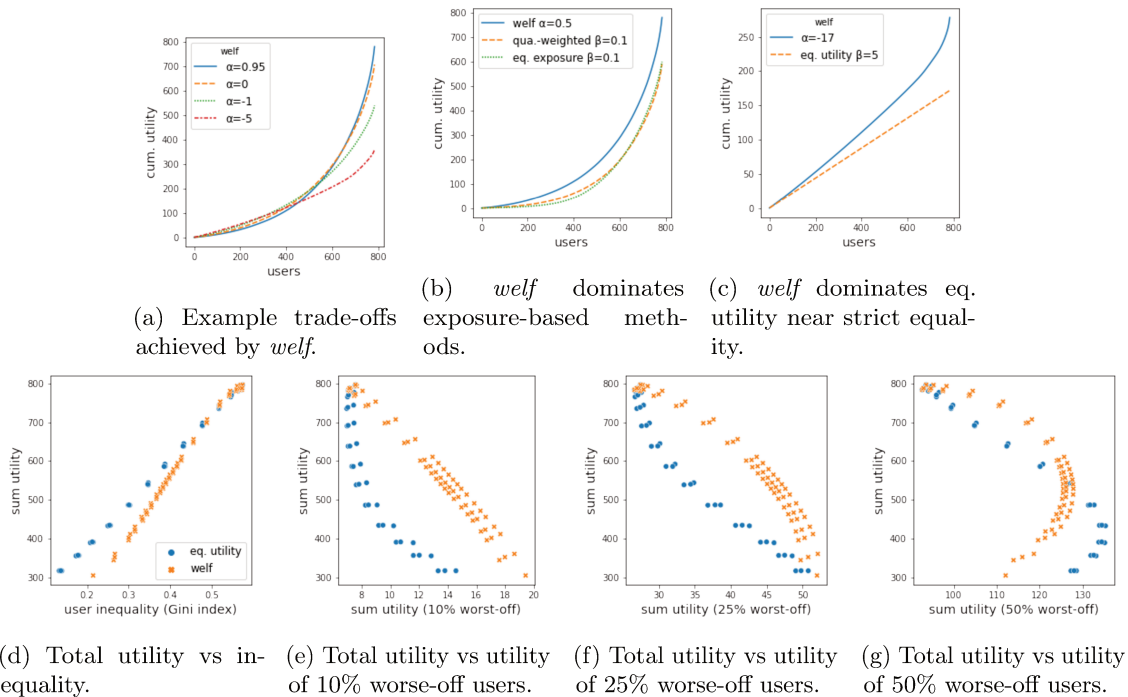 800
700
600
500
400
300
200
100
0
cum. utility
welf
α=0.95
α=0
α=-1
α=-5
0 200 400 600 800
users
(a) Example trade-offs
achieved by welf.
800
700
600
500
400
300
200
100
0
cum. utility
welf α=0.5
qua.-weighted β=0.1
eq. exposure β=0.1
0 200 400 600 800
users
(b) welf dominates
exposure-based meth-
ods.
250
200
150
100
50
0
cum. utility
welf
α=-17
eq. utility β=5
0 200 400 600 800
users
(c) welf dominates eq.
utility near strict equal-
ity.
800
700
600
500
400
300
sum utility
eq. utility
welf
0.2 0.3 0.4 0.5
user inequality (Gini index)
(d) Total utility vs in-
equality.
800
700
600
500
400
300
sum utility
8 10 12 14 16 18 20
sum utility (10% worst-off)
(e) Total utility vs utility
of 10% worse-off users.
800
700
600
500
400
300
sum utility
30 35 40 45 50
sum utility (25% worst-off)
(f) Total utility vs utility
of 25% worse-off users.
800
700
600
500
400
300
sum utility
100 110 120 130
sum utility (50% worst-off)
(g) Total utility vs utility
of 50% worse-off users.